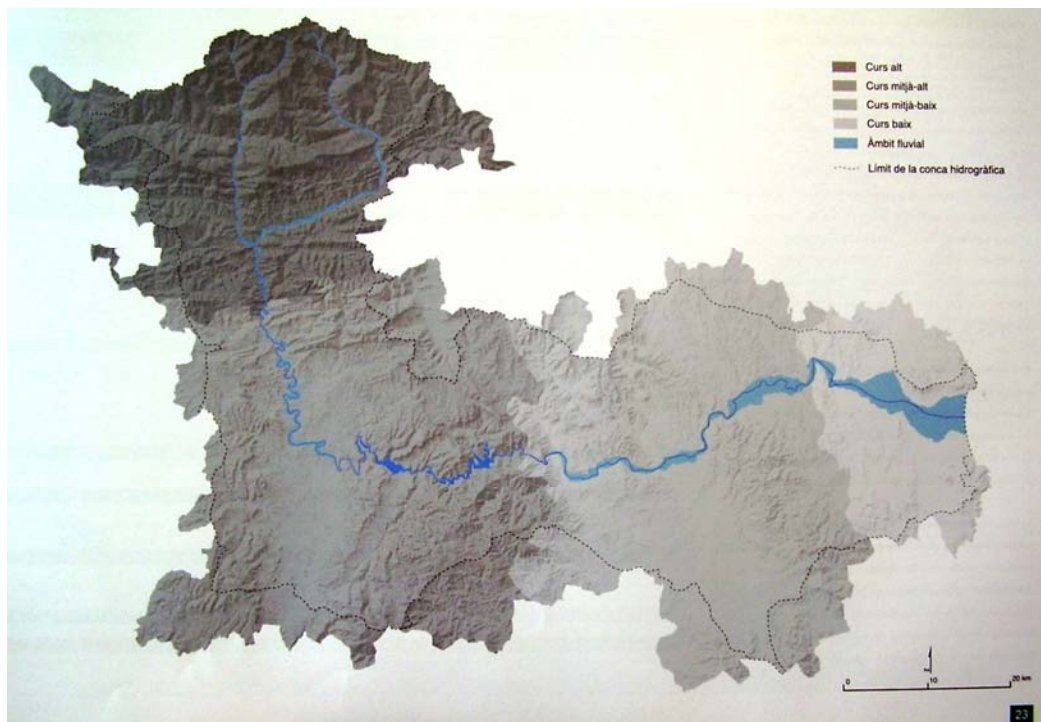 Curs alt
Curs mitjà-alt
Curs mitjà-baix
Curs baix
Àmbit fluvial
Límit de la conca hidrogràfica
0 10 20 km
23